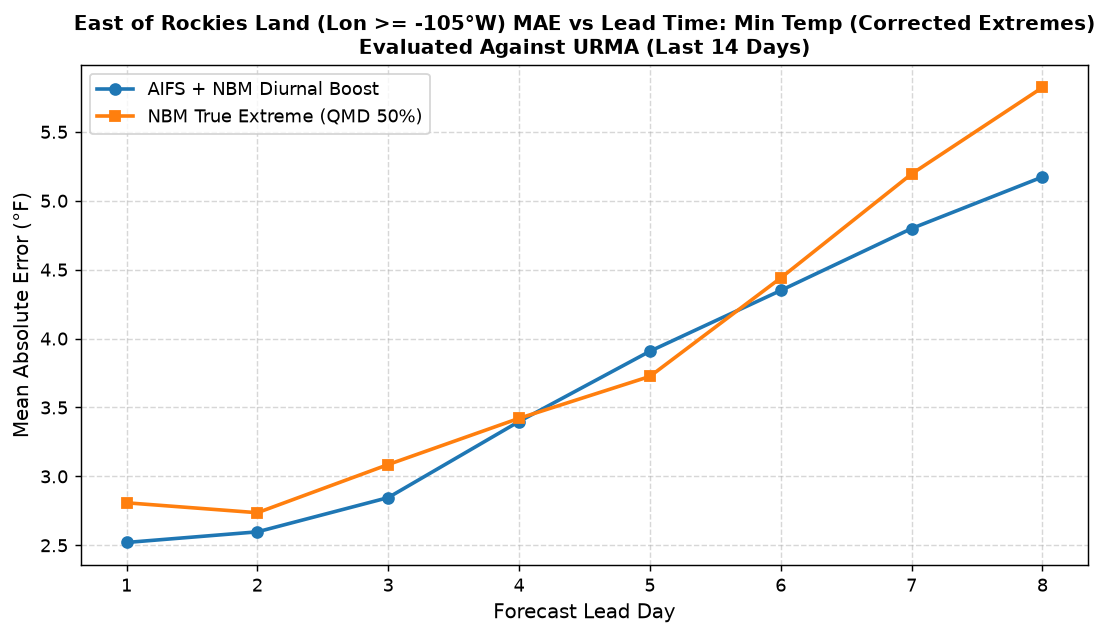 East of Rockies Land (Lon >= -105°W) MAE vs Lead Time: Min Temp (Corrected Extremes)
Evaluated Against URMA (Last 14 Days)
AIFS + NBM Diurnal Boost
NBM True Extreme (QMD 50%)
Mean Absolute Error (°F)
5.5
5.0
4.5
4.0
3.5
3.0
2.5
1 2 3 4 5 6 7 8
Forecast Lead Day